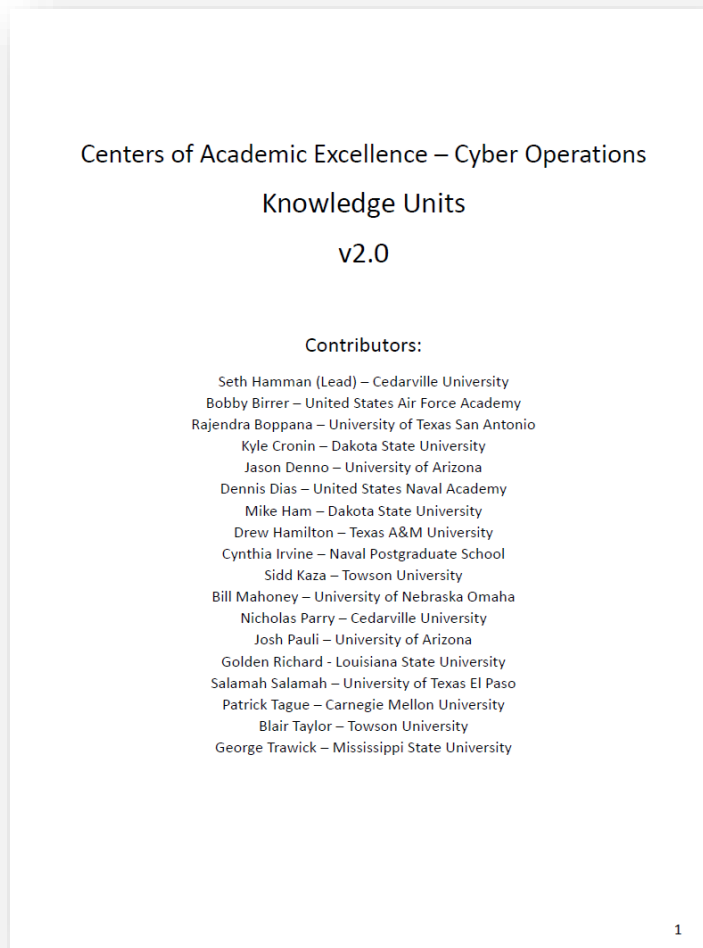 Centers of Academic Excellence – Cyber Operations
Knowledge Units
v2.0
Contributors:
Seth Hamman (Lead) – Cedarville University
Bobby Birrer – United States Air Force Academy
Rajendra Boppana – University of Texas San Antonio
Kyle Cronin – Dakota State University
Jason Denno – University of Arizona
Dennis Dias – United States Naval Academy
Mike Ham – Dakota State University
Drew Hamilton – Texas A&M University
Cynthia Irvine – Naval Postgraduate School
Sidd Kaza – Towson University
Bill Mahoney – University of Nebraska Omaha
Nicholas Parry – Cedarville University
Josh Pauli – University of Arizona
Golden Richard - Louisiana State University
Salamah Salamah – University of Texas El Paso
Patrick Tague – Carnegie Mellon University
Blair Taylor – Towson University
George Trawick – Mississippi State University
1